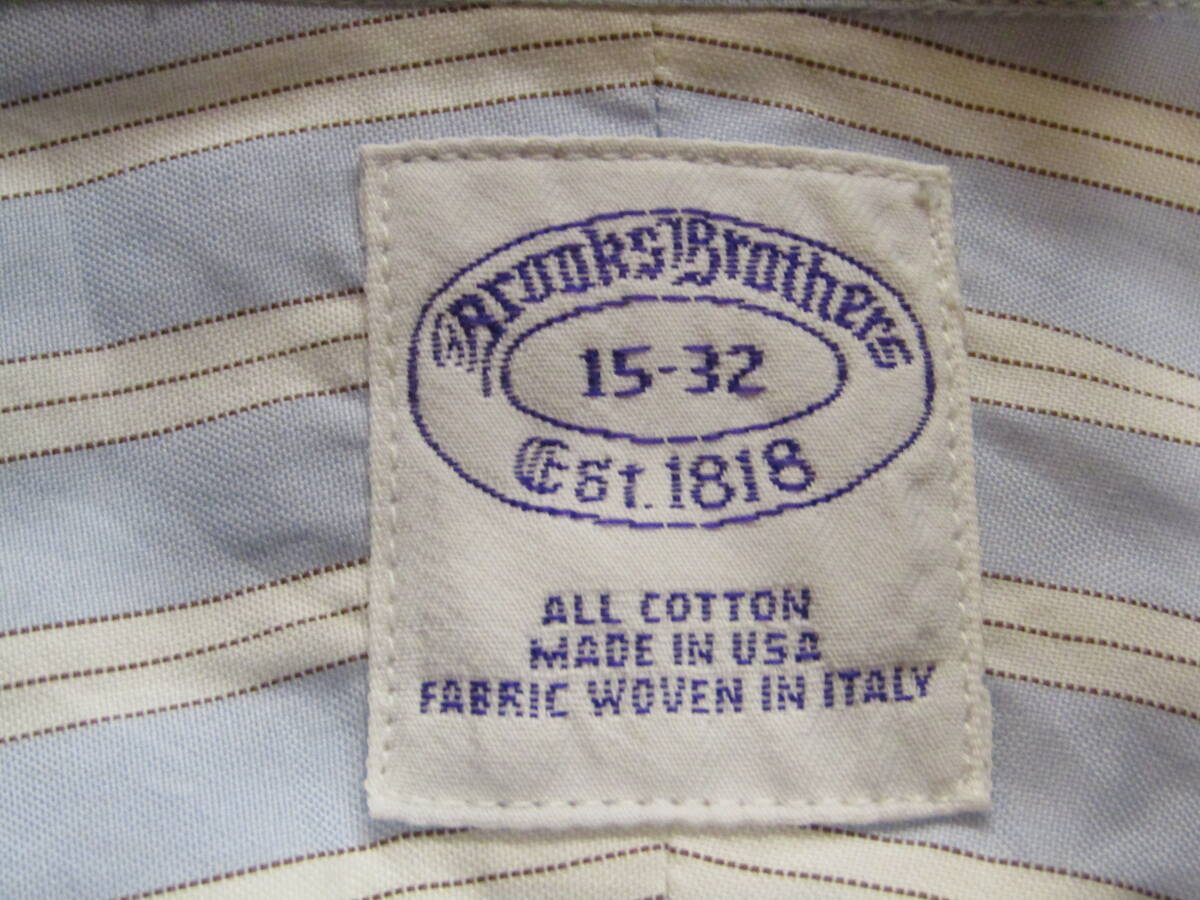 Brooks Brothers
15-32
Est. 1818
ALL COTTON
MADE IN USA
FABRIC WOVEN IN ITALY